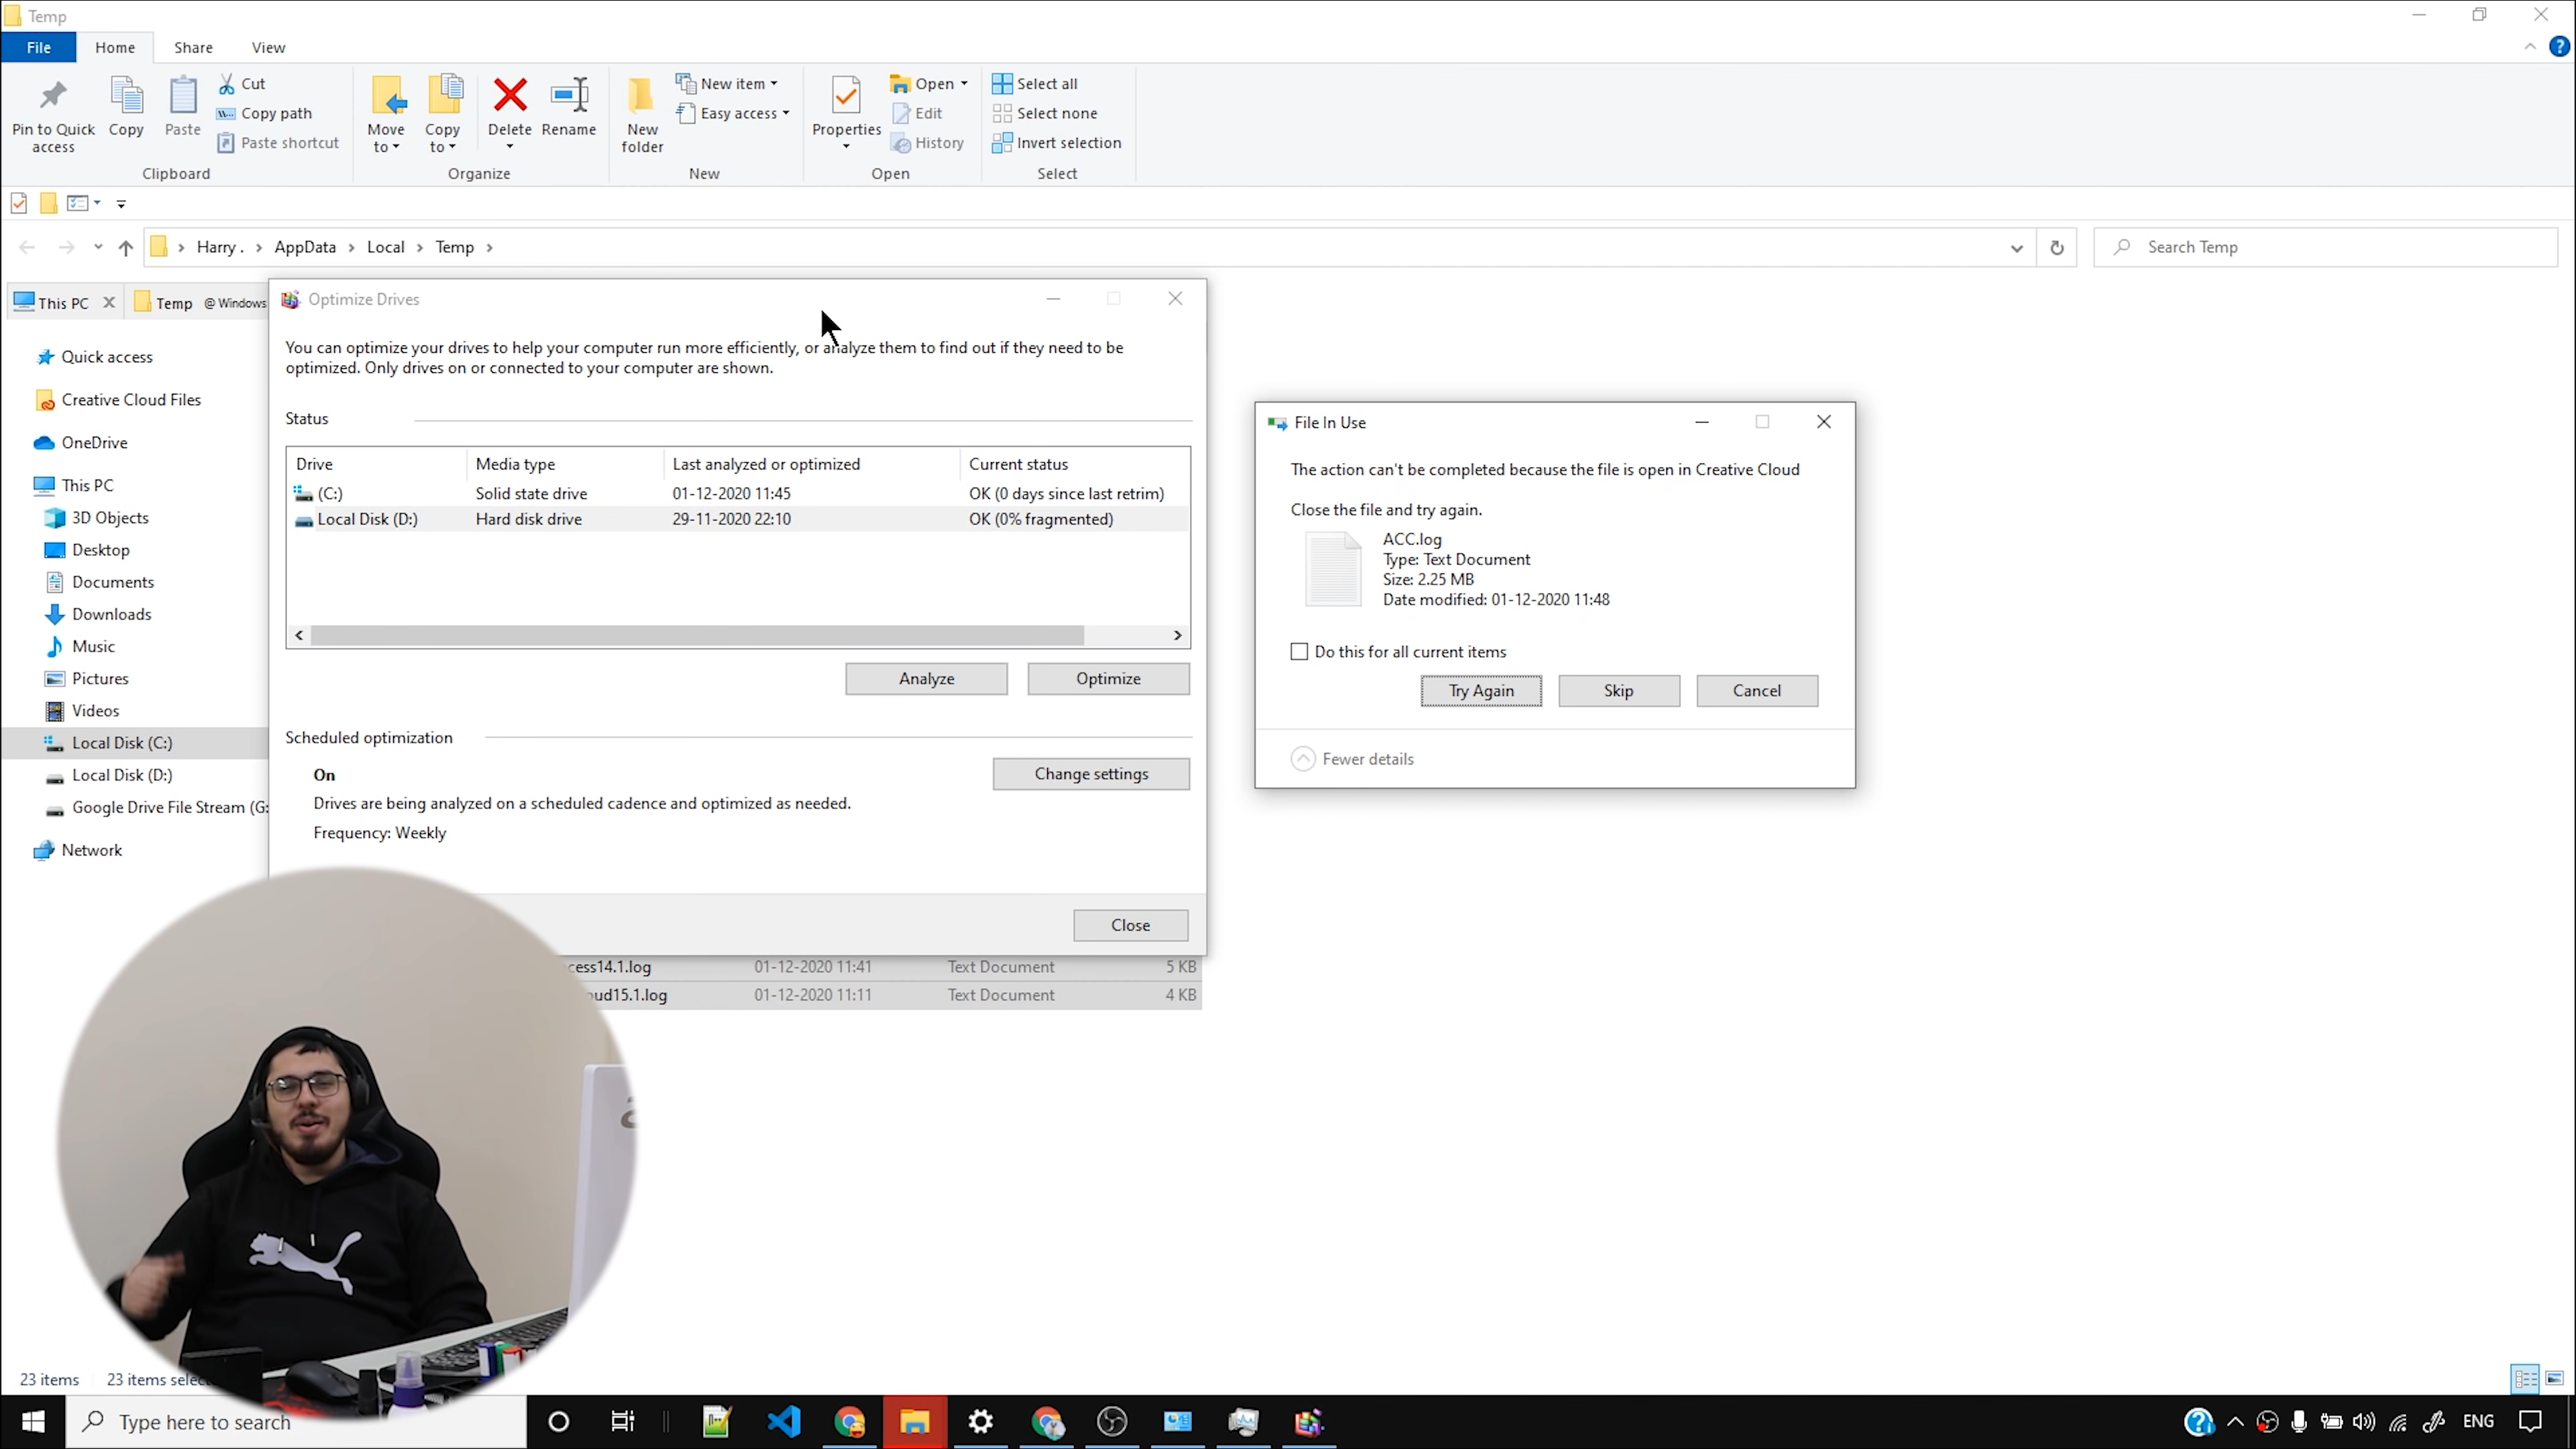 Temp
File Home Share View
Pin to Quick access
Copy
Paste
Cut
Copy path
Paste shortcut
Clipboard
Move to
Copy to
Delete
Rename
Organize
New folder
New item
Easy access
New
Properties
Open
Edit
History
Open
Select all
Select none
Invert selection
Select
Harry . > AppData > Local > Temp >
Search Temp
This PC
Temp @ Windows
Quick access
Creative Cloud Files
OneDrive
This PC
3D Objects
Desktop
Documents
Downloads
Music
Pictures
Videos
Local Disk (C:)
Local Disk (D:)
Google Drive File Stream (G:
Network
Optimize Drives
You can optimize your drives to help your computer run more efficiently, or analyze them to find out if they need to be
optimized. Only drives on or connected to your computer are shown.
Status
Drive Media type Last analyzed or optimized Current status
(C:) Solid state drive 01-12-2020 11:45 OK (0 days since last retrim)
Local Disk (D:) Hard disk drive 29-11-2020 22:10 OK (0% fragmented)
Analyze Optimize
Scheduled optimization
On
Change settings
Drives are being analyzed on a scheduled cadence and optimized as needed.
Frequency: Weekly
Close
cess14.1.log 01-12-2020 11:41 Text Document 5 KB
oud15.1.log 01-12-2020 11:11 Text Document 4 KB
File In Use
The action can't be completed because the file is open in Creative Cloud
Close the file and try again.
ACC.log
Type: Text Document
Size: 2.25 MB
Date modified: 01-12-2020 11:48
Do this for all current items
Try Again Skip Cancel
Fewer details
23 items 23 items selec
Type here to search
ENG